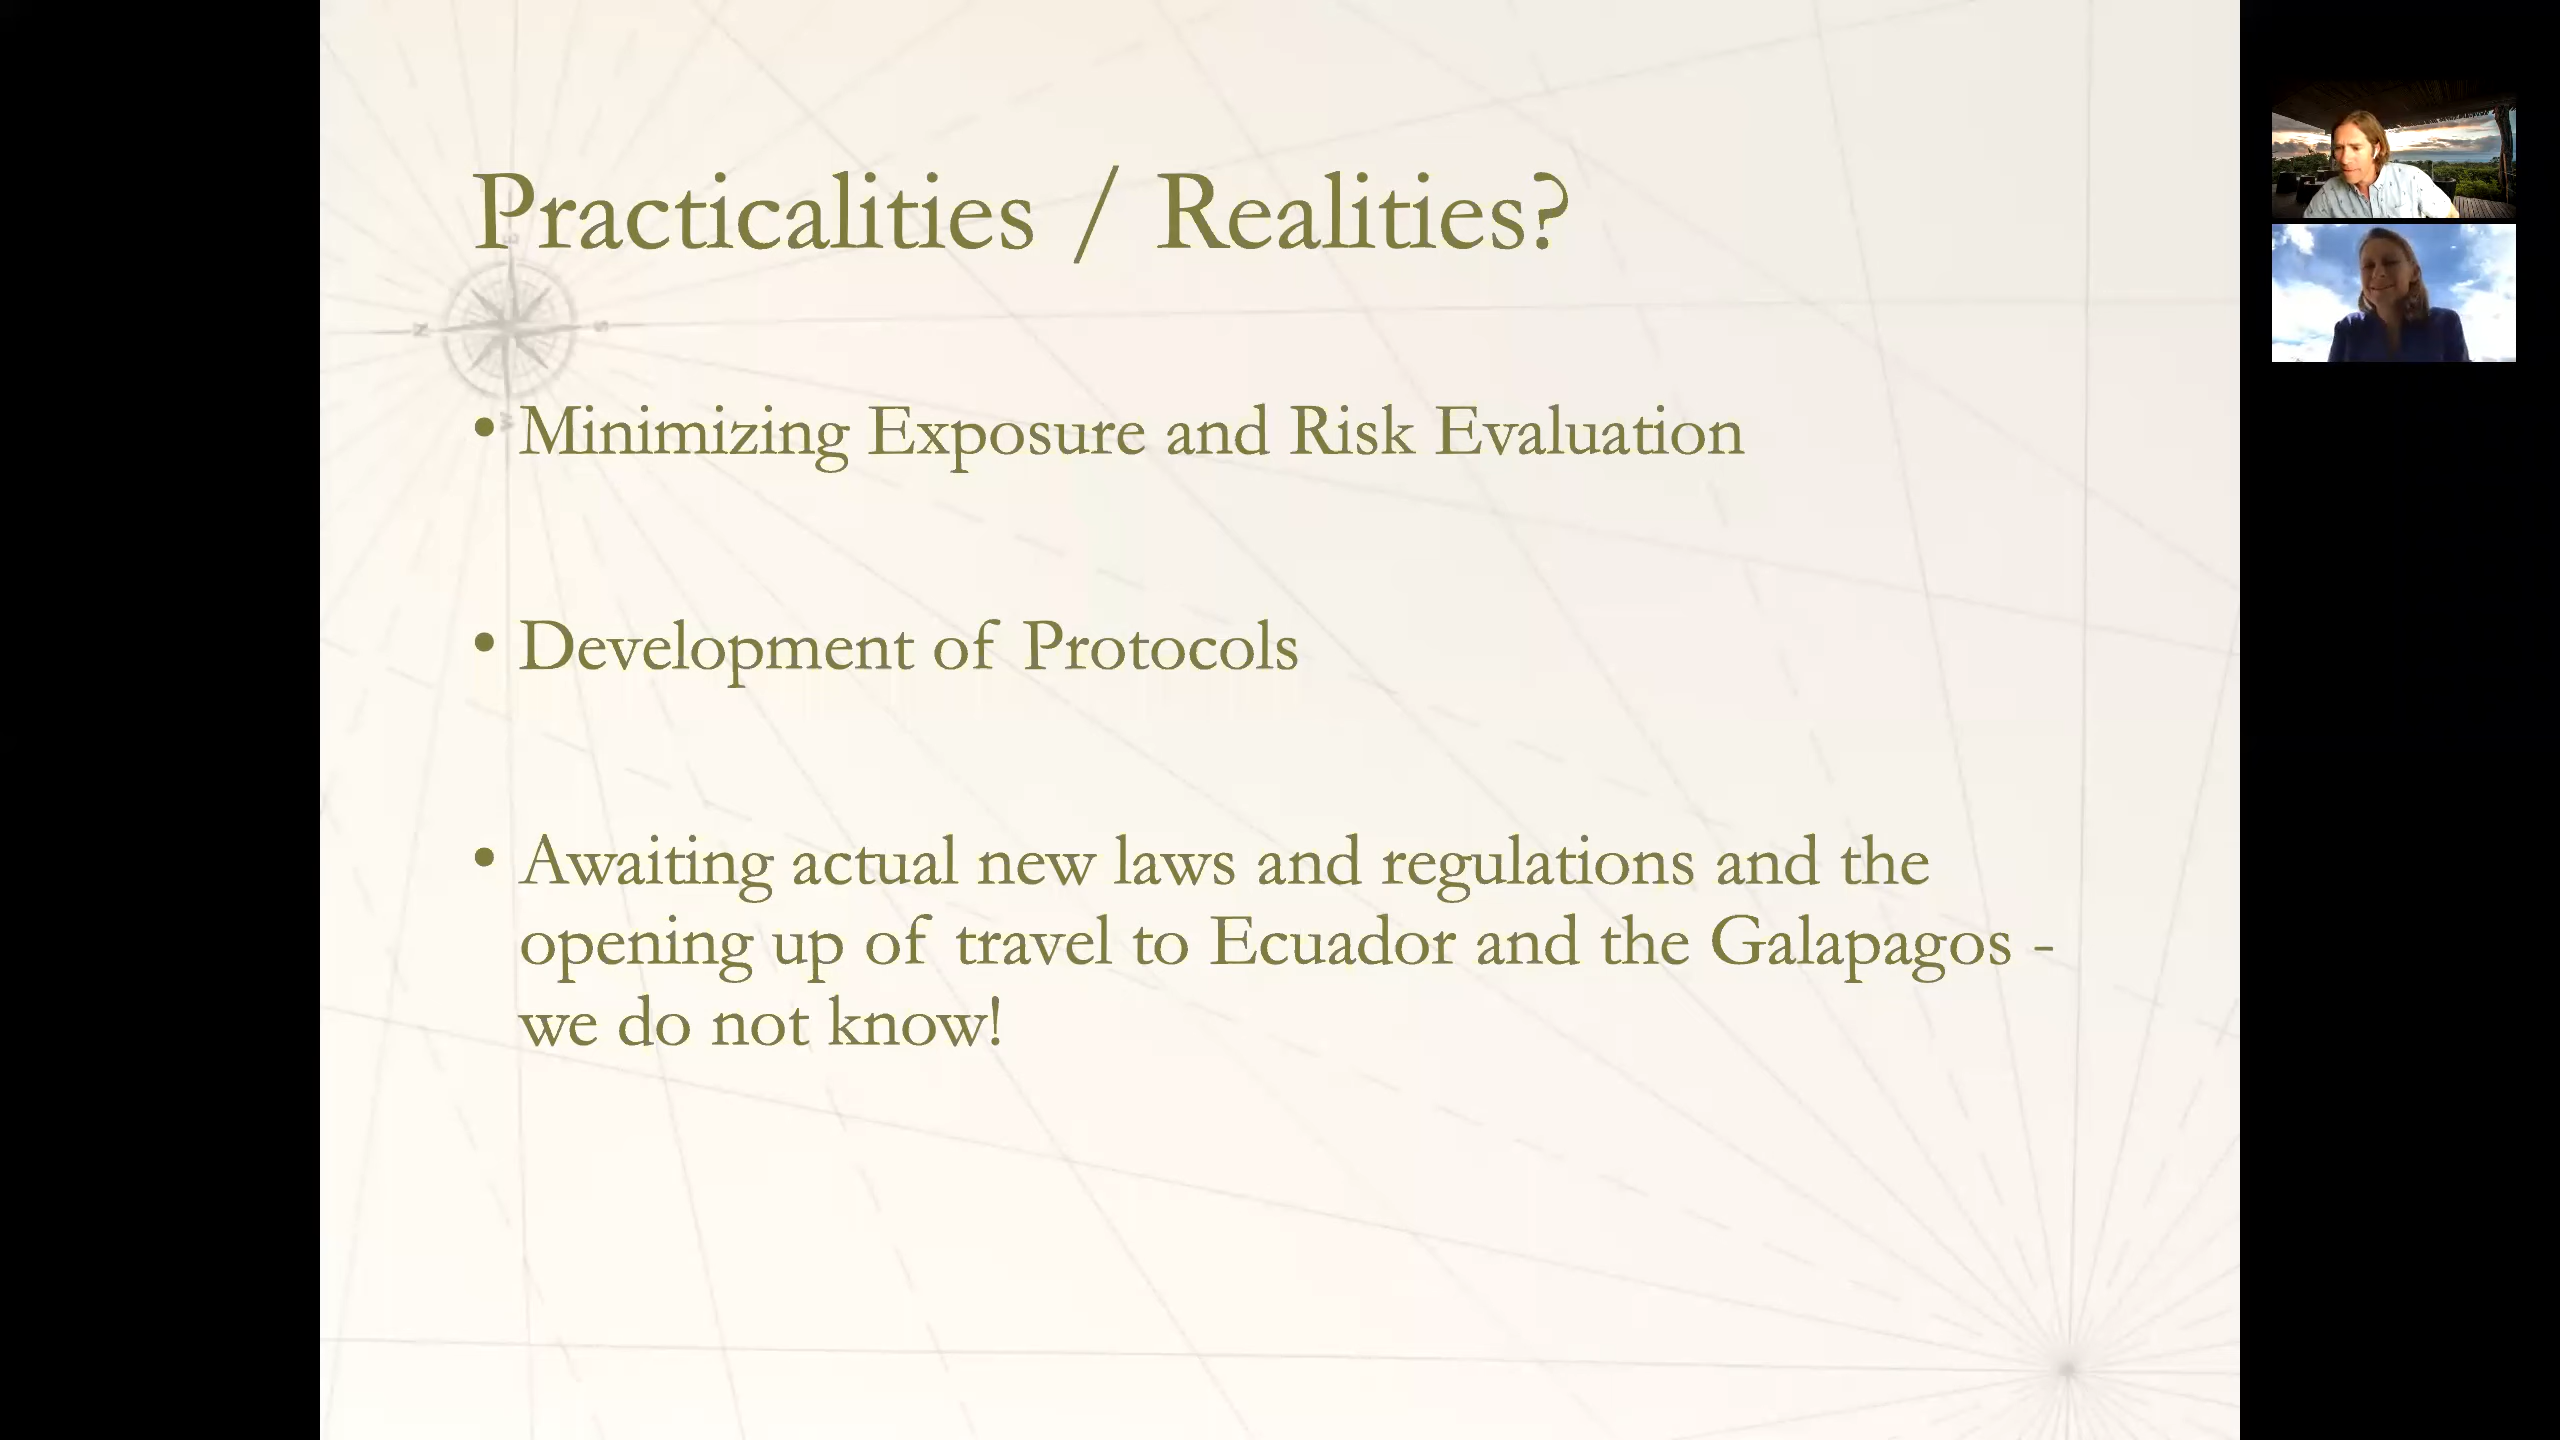 Practicalities / Realities?
• Minimizing Exposure and Risk Evaluation
• Development of Protocols
• Awaiting actual new laws and regulations and the
opening up of travel to Ecuador and the Galapagos -
we do not know!